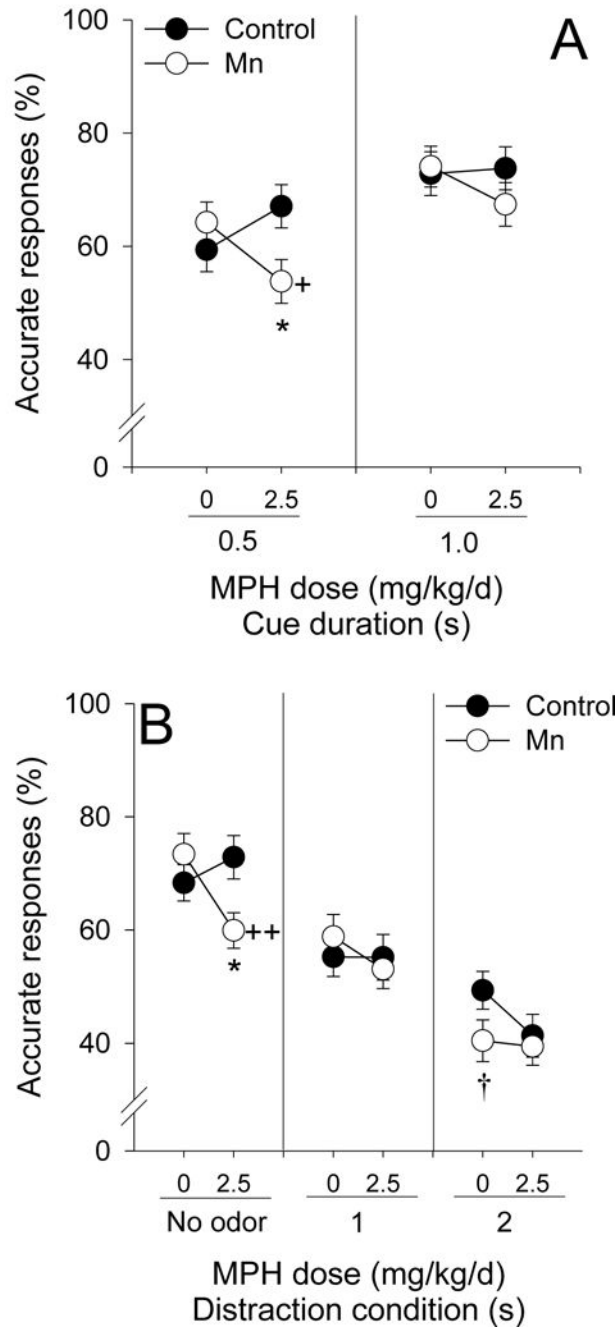 100
Control
Mn
A
80
60
+
*
40
0
0 2.5 0 2.5
0.5 1.0
Accurate responses (%)
MPH dose (mg/kg/d)
Cue duration (s)
100
Control
Mn
B
80
++
60
*
40
†
0
0 2.5 0 2.5 0 2.5
No odor 1 2
Accurate responses (%)
MPH dose (mg/kg/d)
Distraction condition (s)